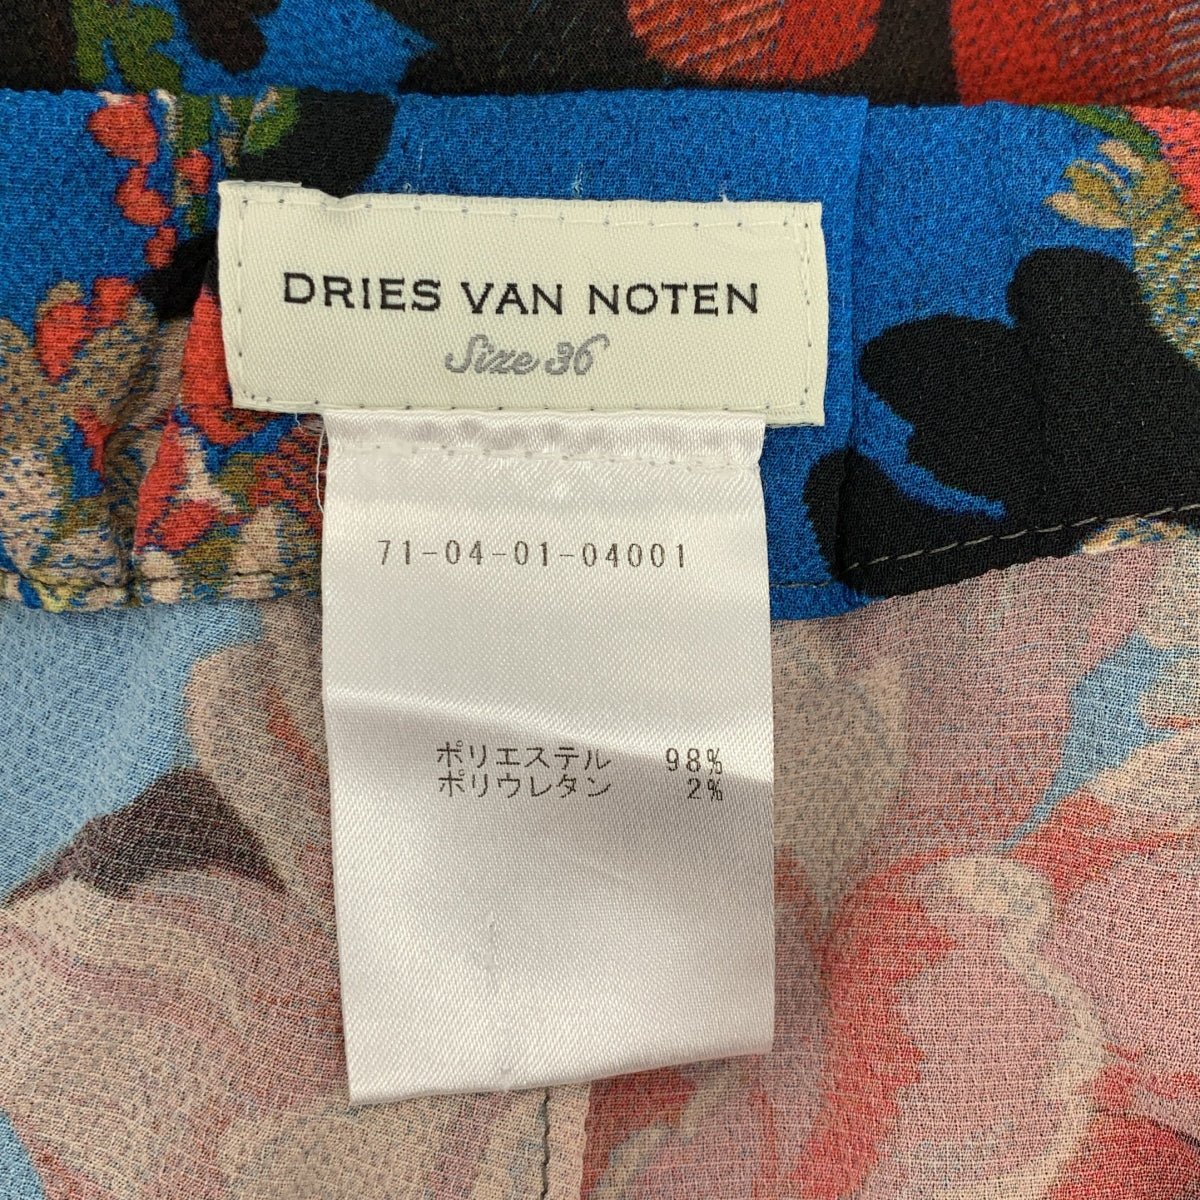 DRIES VAN NOTEN
Size 36
71-04-01-04001
ポリエステル 98%
ポリウレタン 2%